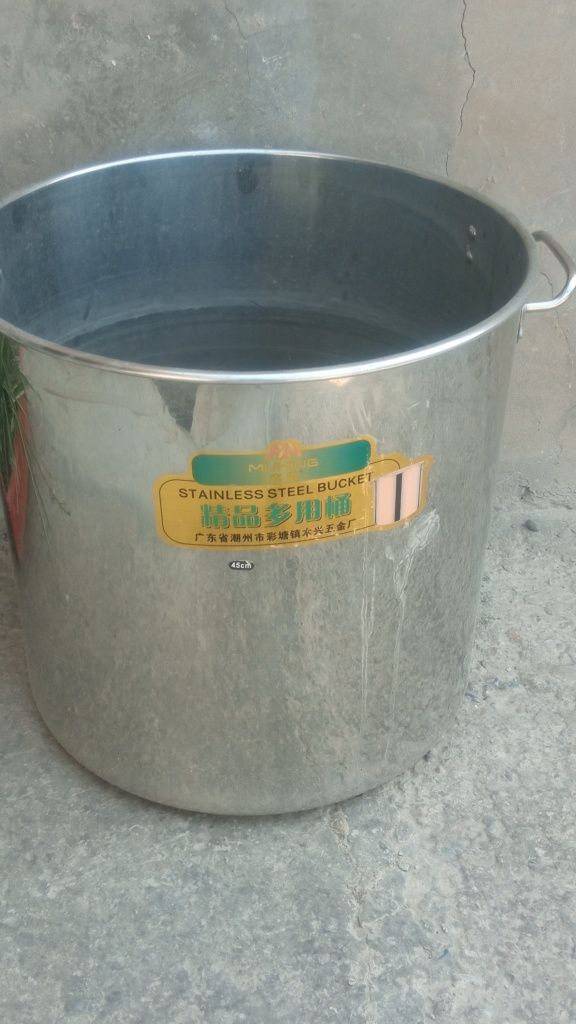 STAINLESS STEEL BUCKET
精品多用桶
广东省潮州市彩塘镇木兴五金厂
45cm